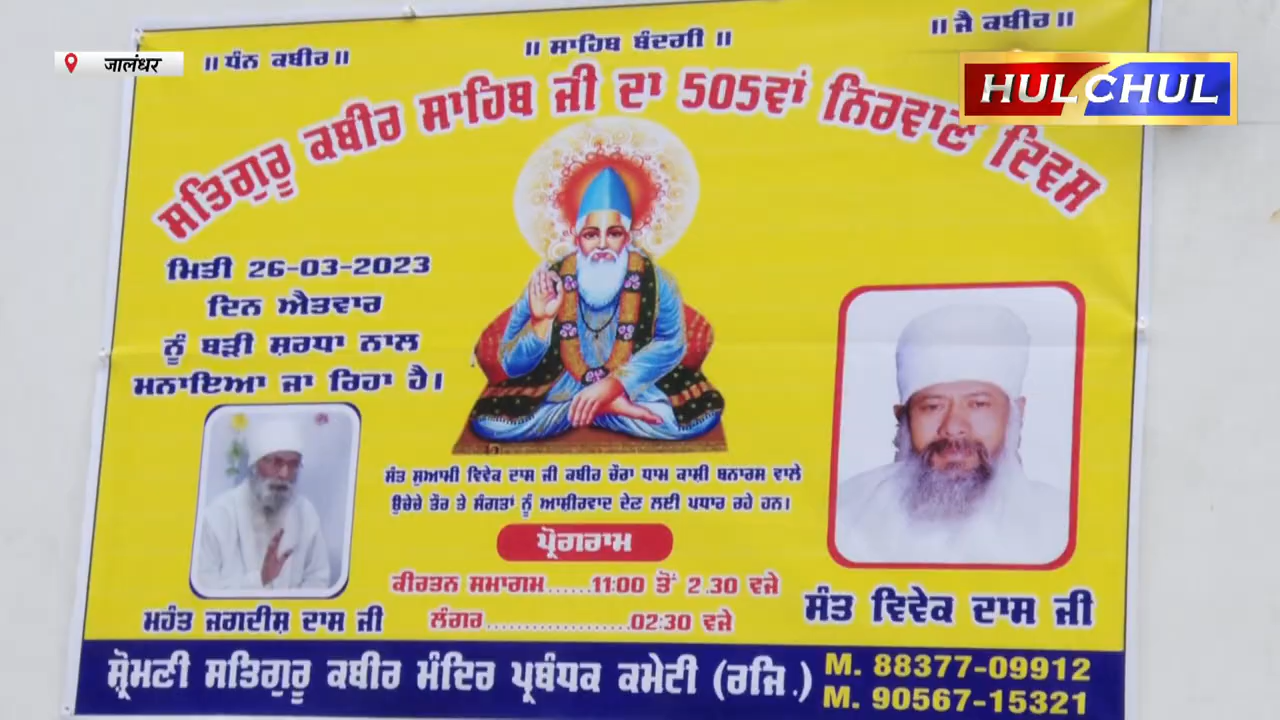 जालंधर
॥ ਧੰਨ ਕਬੀਰ॥
॥ ਸਾਹਿਬ ਬੰਦਗੀ ॥
॥ ਜੈ ਕਬੀਰ॥
HULCHUL
ਸਤਿਗੁਰੂ ਕਬੀਰ ਸਾਹਿਬ ਜੀ ਦਾ 505ਵਾਂ ਨਿਰਵਾਣ ਦਿਵਸ
ਮਿਤੀ 26-03-2023
ਦਿਨ ਐਤਵਾਰ
ਨੂੰ ਬੜੀ ਸ਼ਰਧਾ ਨਾਲ
ਮਨਾਇਆ ਜਾ ਰਿਹਾ ਹੈ।
ਸੰਤ ਸੁਆਮੀ ਵਿਵੇਕ ਦਾਸ ਜੀ ਕਬੀਰ ਚੌਰਾ ਧਾਮ ਕਾਸ਼ੀ ਬਨਾਰਸ ਵਾਲੇ
ਉਚੇਚੇ ਤੌਰ ਤੇ ਸੰਗਤਾਂ ਨੂੰ ਆਸ਼ੀਰਵਾਦ ਦੇਣ ਲਈ ਪਧਾਰ ਰਹੇ ਹਨ।
ਪ੍ਰੋਗਰਾਮ
ਕੀਰਤਨ ਸਮਾਗਮ......11:00 ਤੋਂ 2.30 ਵਜੇ
ਲੰਗਰ...................02:30 ਵਜੇ
ਮਹੰਤ ਜਗਦੀਸ਼ ਦਾਸ ਜੀ
ਸੰਤ ਵਿਵੇਕ ਦਾਸ ਜੀ
ਸ਼੍ਰੋਮਣੀ ਸਤਿਗੁਰੂ ਕਬੀਰ ਮੰਦਿਰ ਪ੍ਰਬੰਧਕ ਕਮੇਟੀ (ਰਜਿ.)
M. 88377-09912
M. 90567-15321